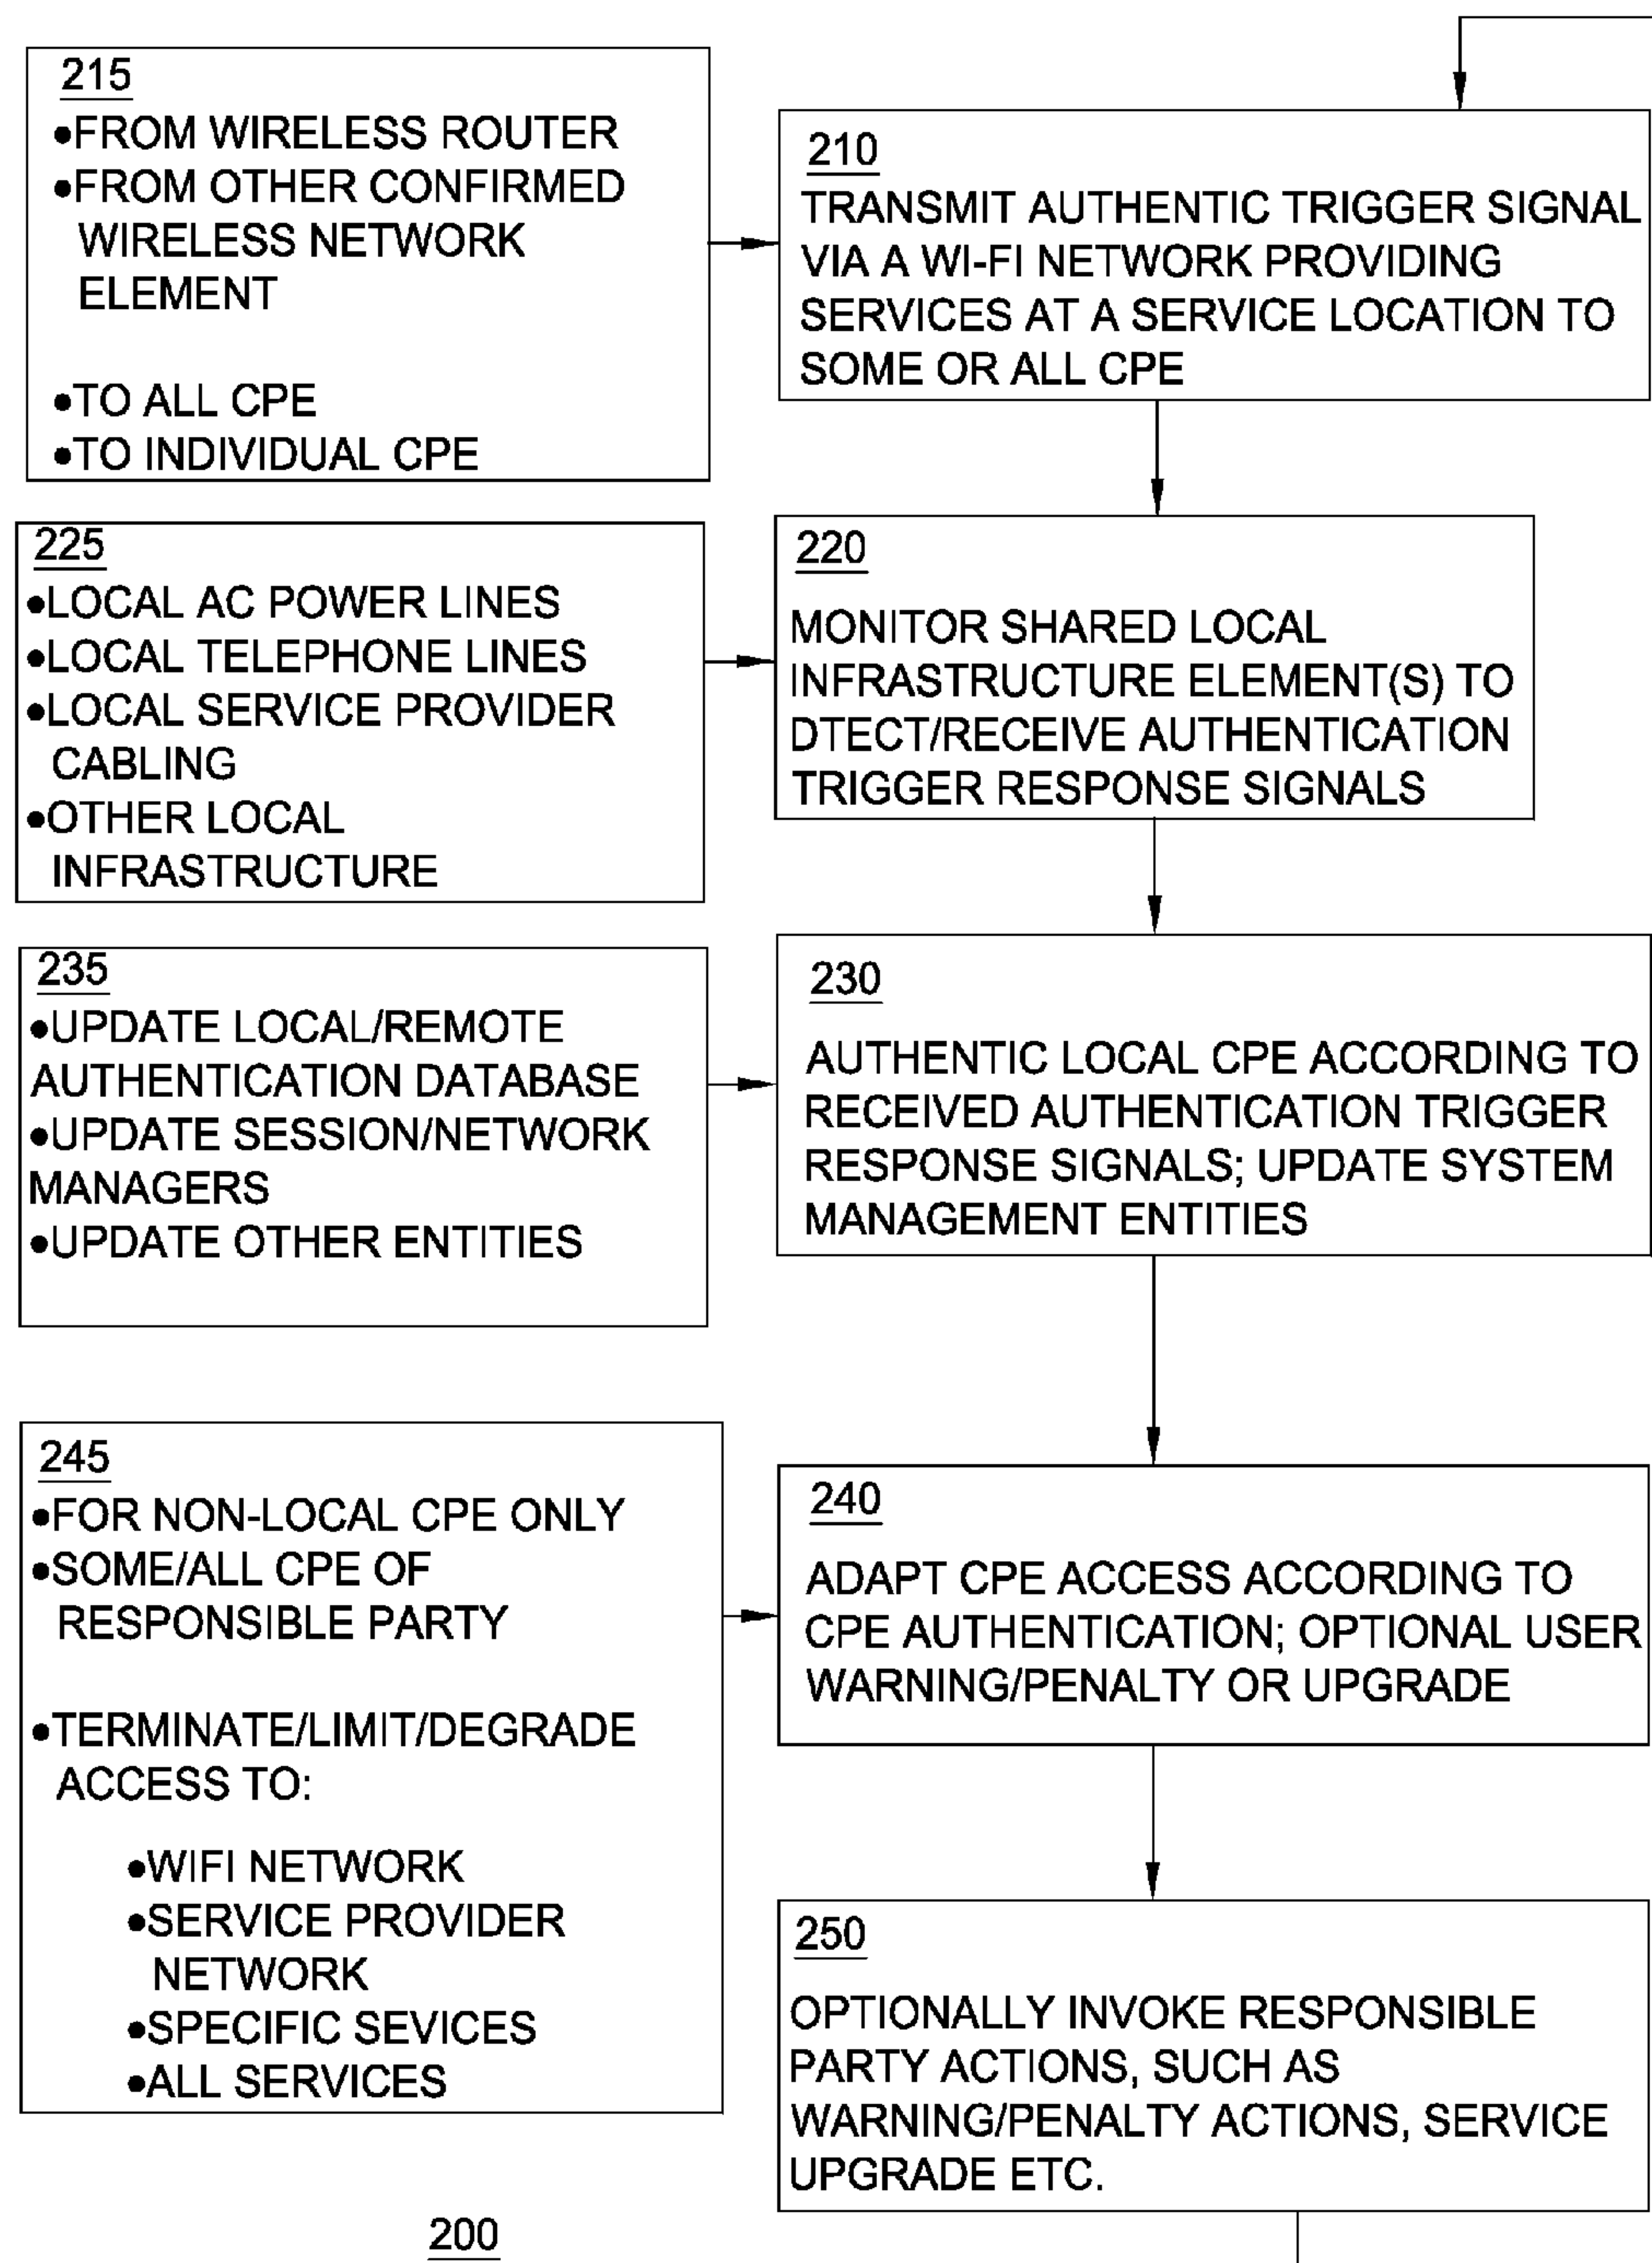 215
•FROM WIRELESS ROUTER
•FROM OTHER CONFIRMED
WIRELESS NETWORK
ELEMENT
•TO ALL CPE
•TO INDIVIDUAL CPE
210
TRANSMIT AUTHENTIC TRIGGER SIGNAL
VIA A WI-FI NETWORK PROVIDING
SERVICES AT A SERVICE LOCATION TO
SOME OR ALL CPE
225
•LOCAL AC POWER LINES
•LOCAL TELEPHONE LINES
•LOCAL SERVICE PROVIDER
CABLING
•OTHER LOCAL
INFRASTRUCTURE
220
MONITOR SHARED LOCAL
INFRASTRUCTURE ELEMENT(S) TO
DTECT/RECEIVE AUTHENTICATION
TRIGGER RESPONSE SIGNALS
235
•UPDATE LOCAL/REMOTE
AUTHENTICATION DATABASE
•UPDATE SESSION/NETWORK
MANAGERS
•UPDATE OTHER ENTITIES
230
AUTHENTIC LOCAL CPE ACCORDING TO
RECEIVED AUTHENTICATION TRIGGER
RESPONSE SIGNALS; UPDATE SYSTEM
MANAGEMENT ENTITIES
245
•FOR NON-LOCAL CPE ONLY
•SOME/ALL CPE OF
RESPONSIBLE PARTY
•TERMINATE/LIMIT/DEGRADE
ACCESS TO:
•WIFI NETWORK
•SERVICE PROVIDER
NETWORK
•SPECIFIC SEVICES
•ALL SERVICES
240
ADAPT CPE ACCESS ACCORDING TO
CPE AUTHENTICATION; OPTIONAL USER
WARNING/PENALTY OR UPGRADE
250
OPTIONALLY INVOKE RESPONSIBLE
PARTY ACTIONS, SUCH AS
WARNING/PENALTY ACTIONS, SERVICE
UPGRADE ETC.
200